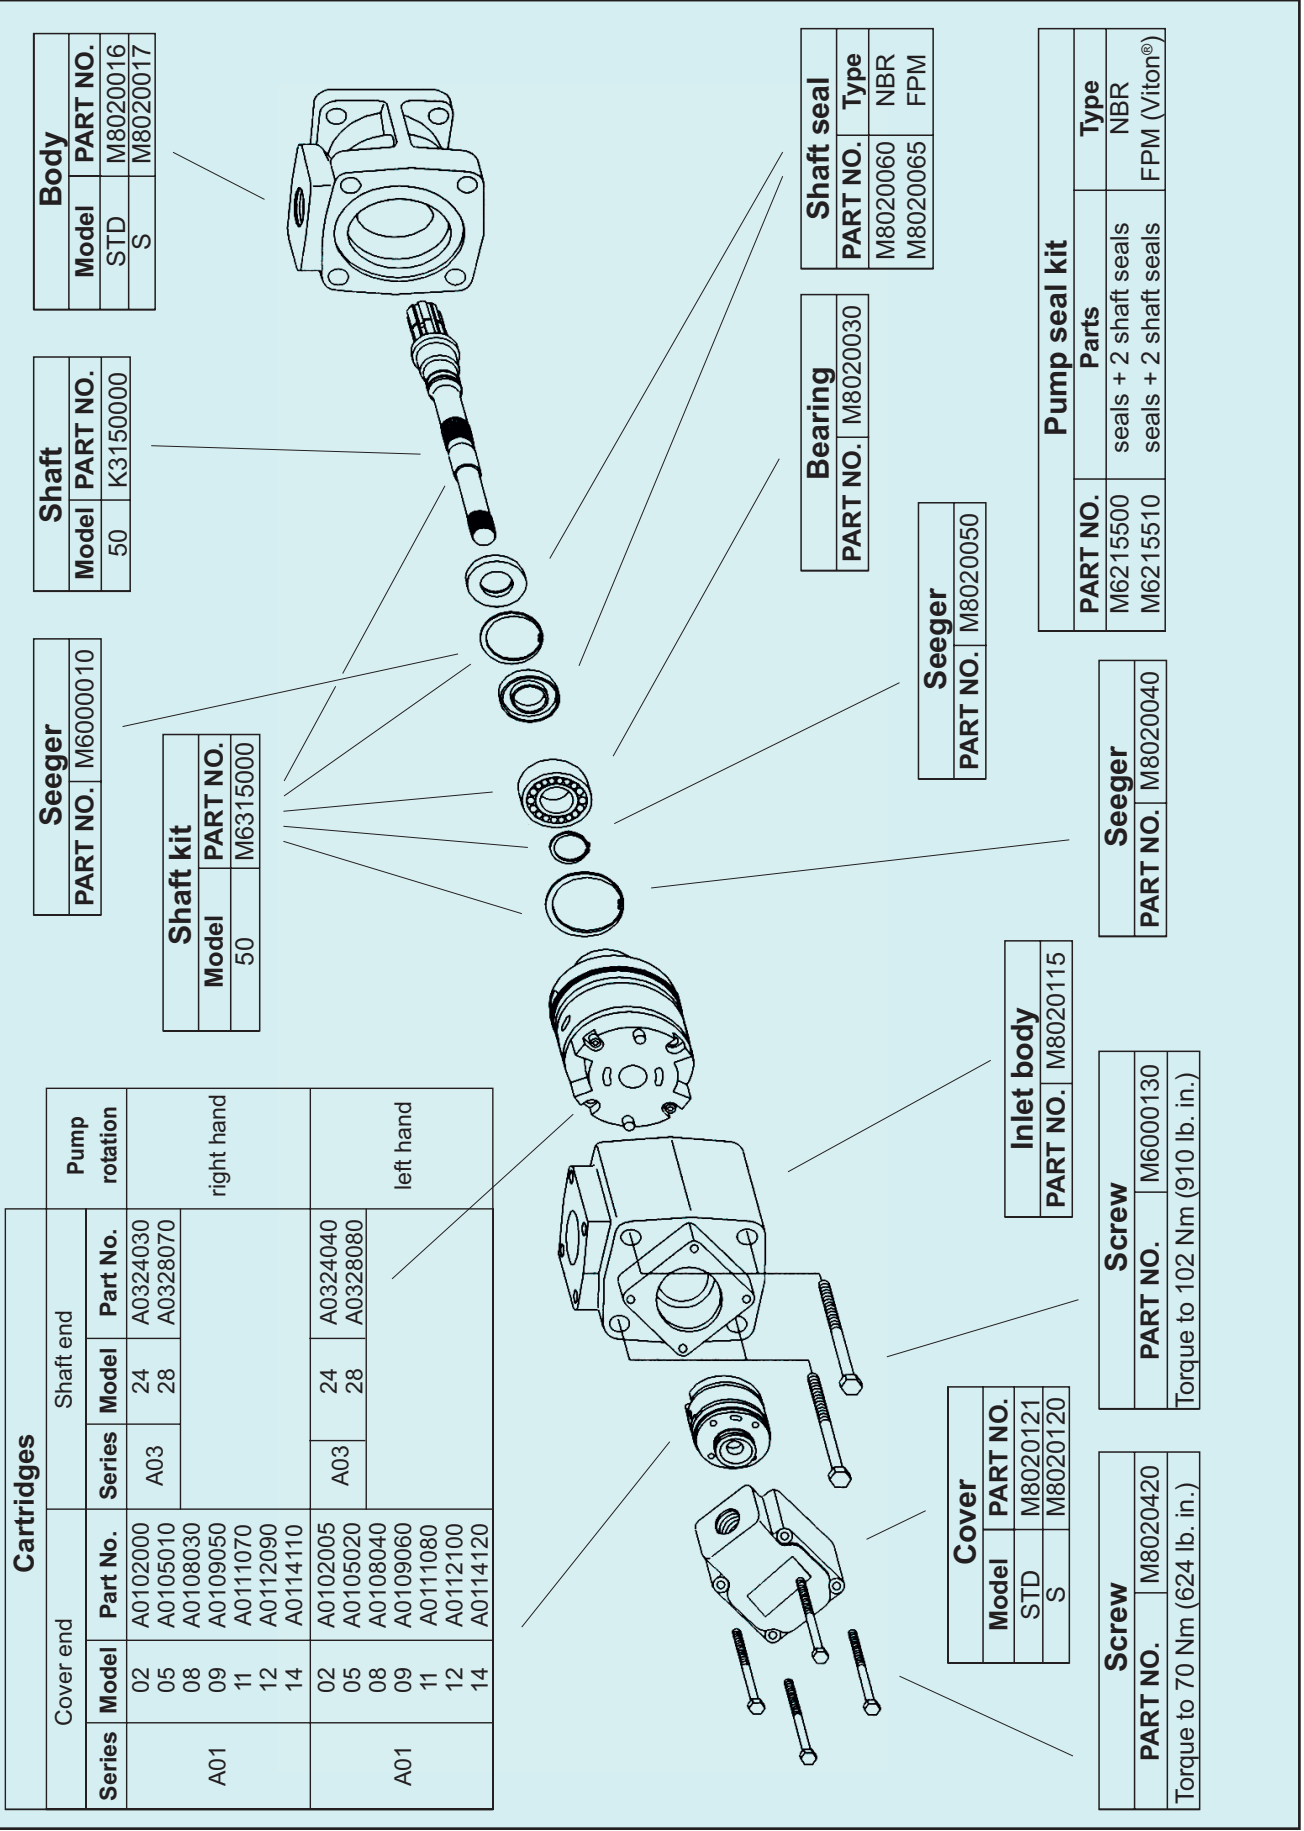 Cartridges
Cover end Shaft end Pump rotation
Series Model Part No. Series Model Part No.
A01 02 A0102000 A03 24 A0324030 right hand
05 A0105010 28 A0328070
08 A0108030
09 A0109050
11 A0111070
12 A0112090
14 A0114110
A01 02 A0102005 A03 24 A0324040 left hand
05 A0105020 28 A0328080
08 A0108040
09 A0109060
11 A0111080
12 A0112100
14 A0114120
Seeger
PART NO. M6000010
Shaft
Model PART NO.
50 K3150000
Body
Model PART NO.
STD M8020016
S M8020017
Shaft kit
Model PART NO.
50 M6315000
Shaft seal
PART NO. Type
M8020060 NBR
M8020065 FPM
Bearing
PART NO. M8020030
Seeger
PART NO. M8020050
Cover
Model PART NO.
STD M8020121
S M8020120
Inlet body
PART NO. M8020115
Pump seal kit
PART NO. Parts Type
M6215500 seals + 2 shaft seals NBR
M6215510 seals + 2 shaft seals FPM (Viton®)
Screw
PART NO. M8020420
Torque to 70 Nm (624 lb. in.)
Screw
PART NO. M6000130
Torque to 102 Nm (910 lb. in.)
Seeger
PART NO. M8020040